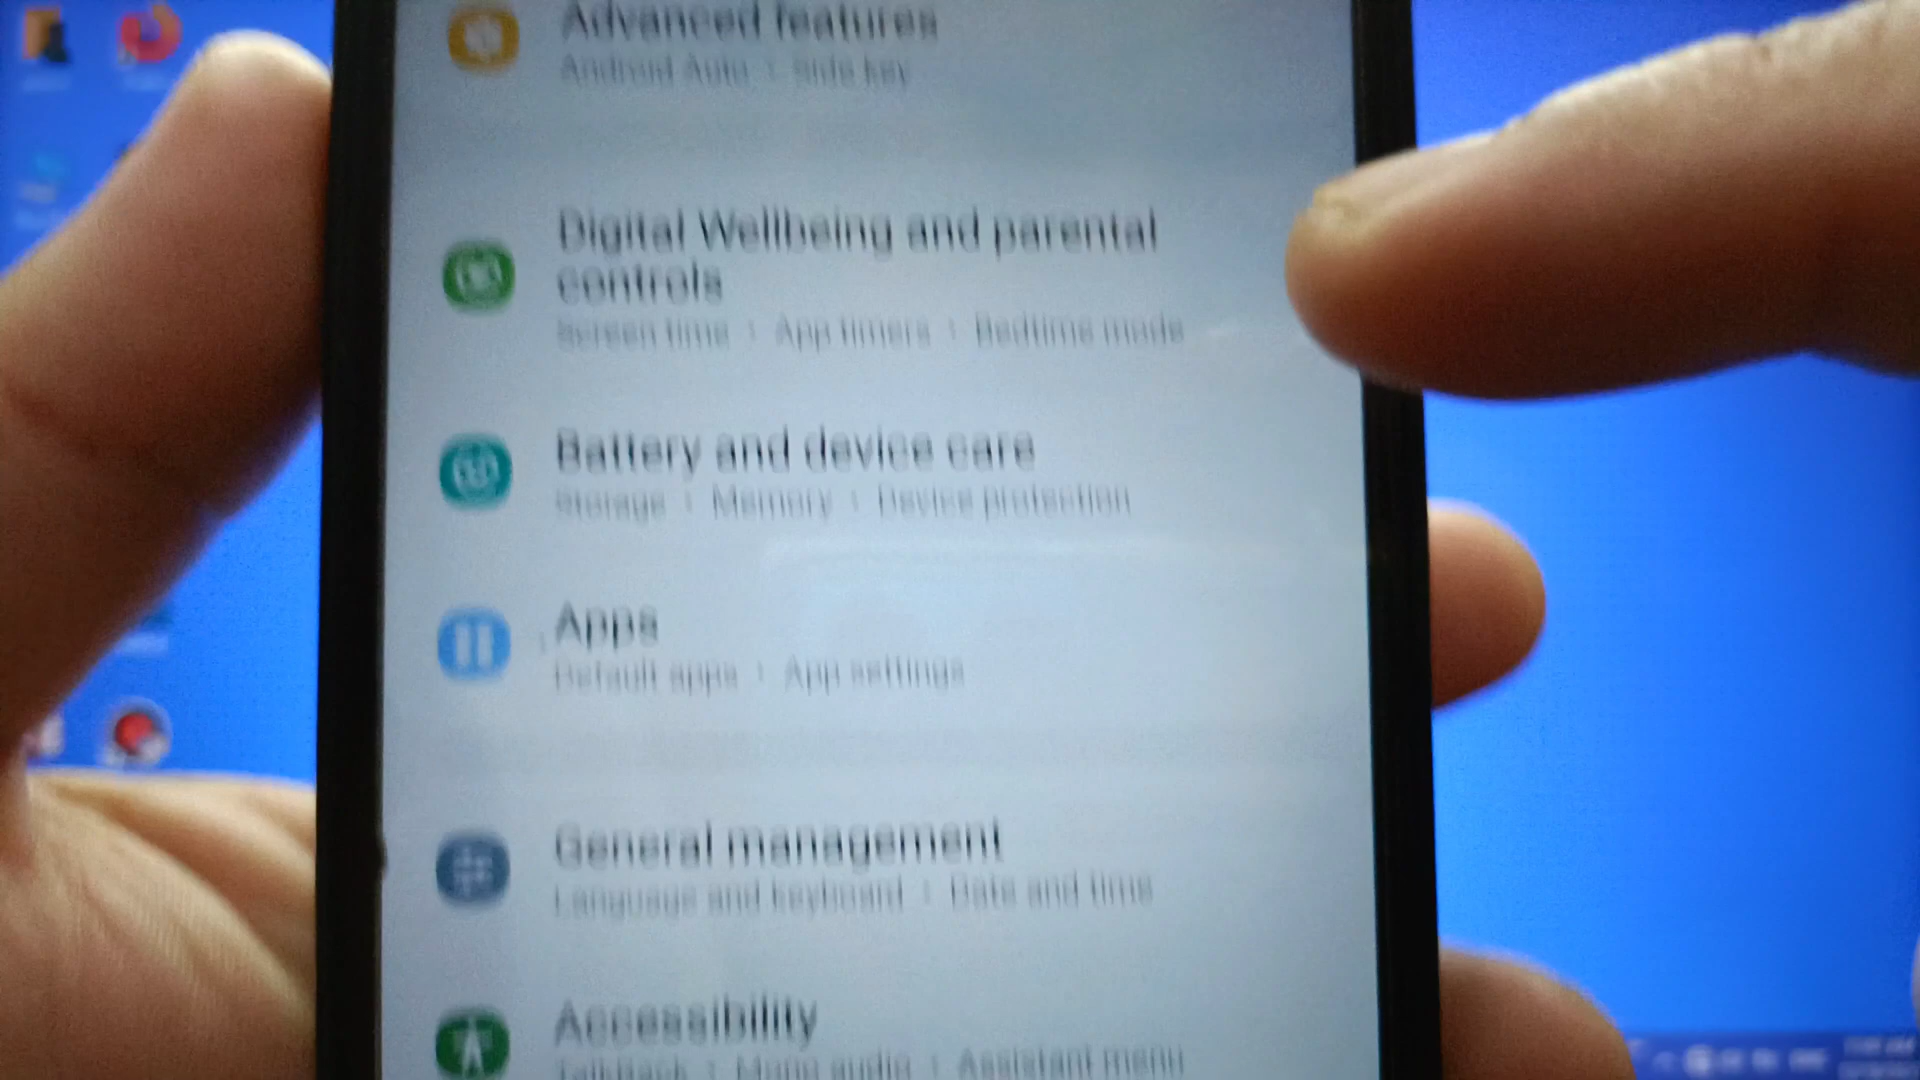 Advanced features
Android Auto • Side key
Digital Wellbeing and parental
controls
Screen time • App timers • Bedtime mode
Battery and device care
Storage • Memory • Device protection
Apps
Default apps • App settings
General management
Language and keyboard • Date and time
Accessibility
TalkBack • Mono audio • Assistant menu